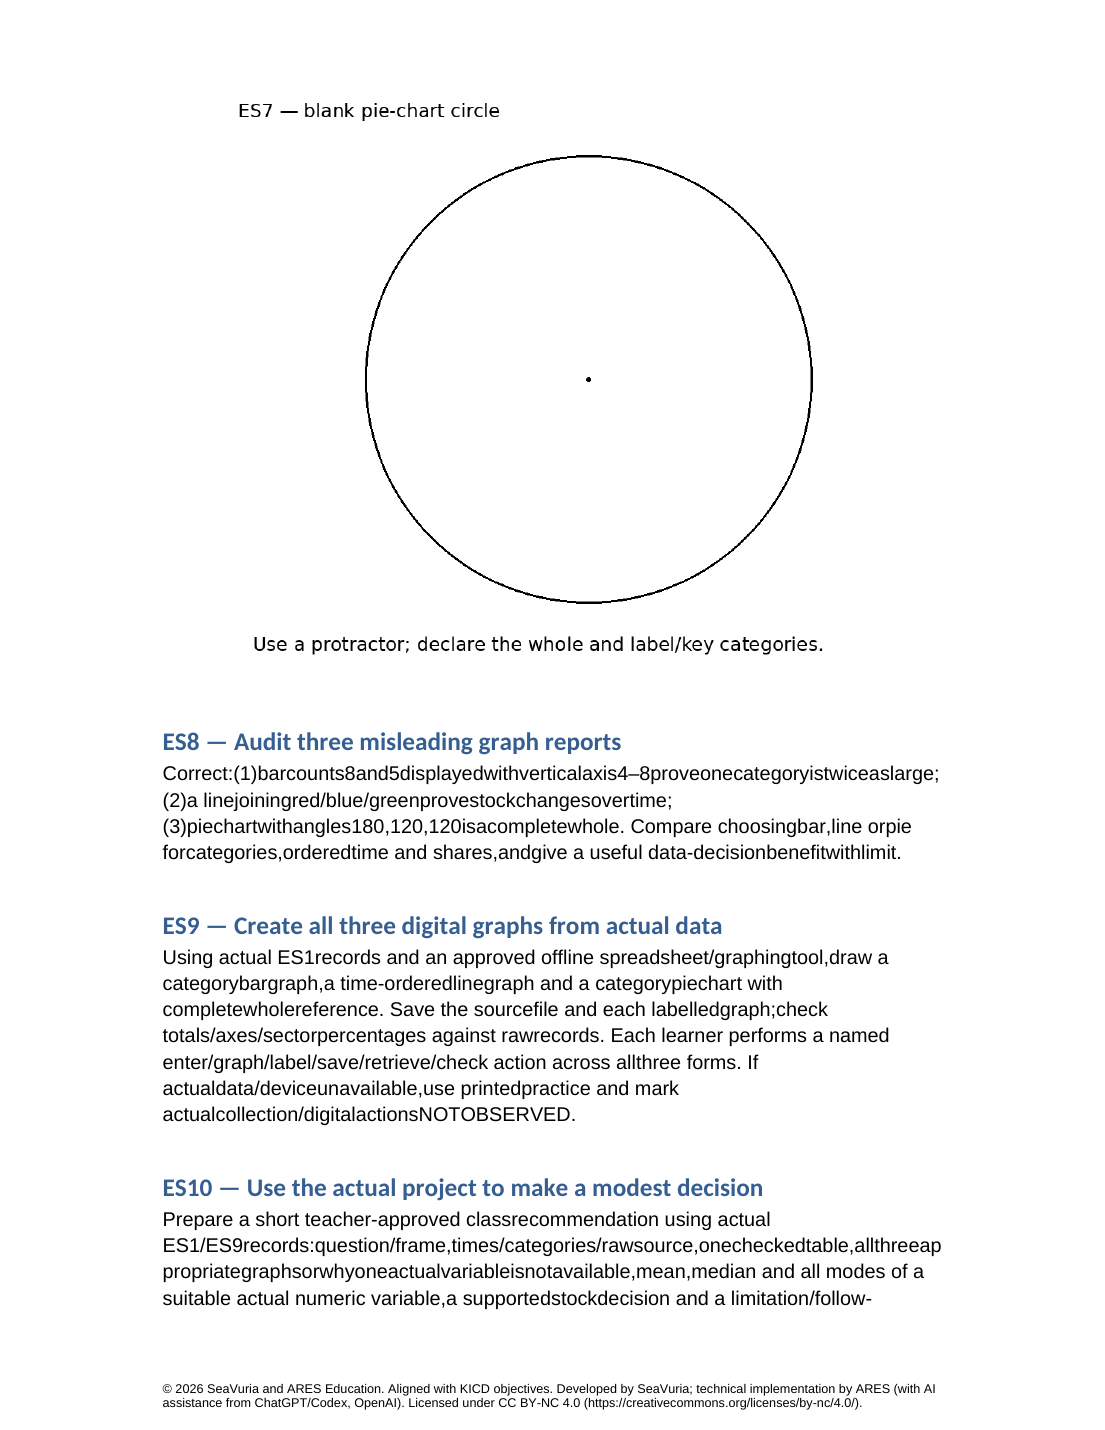 ES7 — blank pie-chart circle
Use a protractor; declare the whole and label/key categories.
ES8 — Audit three misleading graph reports
Correct:(1)barcounts8and5displayedwithverticalaxis4–8proveonecategoryistwiceaslarge;
(2)a linejoiningred/blue/greenprovestockchangesovertime;
(3)piechartwithangles180,120,120isacompletewhole. Compare choosingbar,line orpie
forcategories,orderedtime and shares,andgive a useful data-decisionbenefitwithlimit.
ES9 — Create all three digital graphs from actual data
Using actual ES1records and an approved offline spreadsheet/graphingtool,draw a
categorybargraph,a time-orderedlinegraph and a categorypiechart with
completewholereference. Save the sourcefile and each labelledgraph;check
totals/axes/sectorpercentages against rawrecords. Each learner performs a named
enter/graph/label/save/retrieve/check action across allthree forms. If
actualdata/deviceunavailable,use printedpractice and mark
actualcollection/digitalactionsNOTOBSERVED.
ES10 — Use the actual project to make a modest decision
Prepare a short teacher-approved classrecommendation using actual
ES1/ES9records:question/frame,times/categories/rawsource,onecheckedtable,allthreeap
propriategraphsorwhyoneactualvariableisnotavailable,mean,median and all modes of a
suitable actual numeric variable,a supportedstockdecision and a limitation/follow-
© 2026 SeaVuria and ARES Education. Aligned with KICD objectives. Developed by SeaVuria; technical implementation by ARES (with AI
assistance from ChatGPT/Codex, OpenAI). Licensed under CC BY-NC 4.0 (https://creativecommons.org/licenses/by-nc/4.0/).